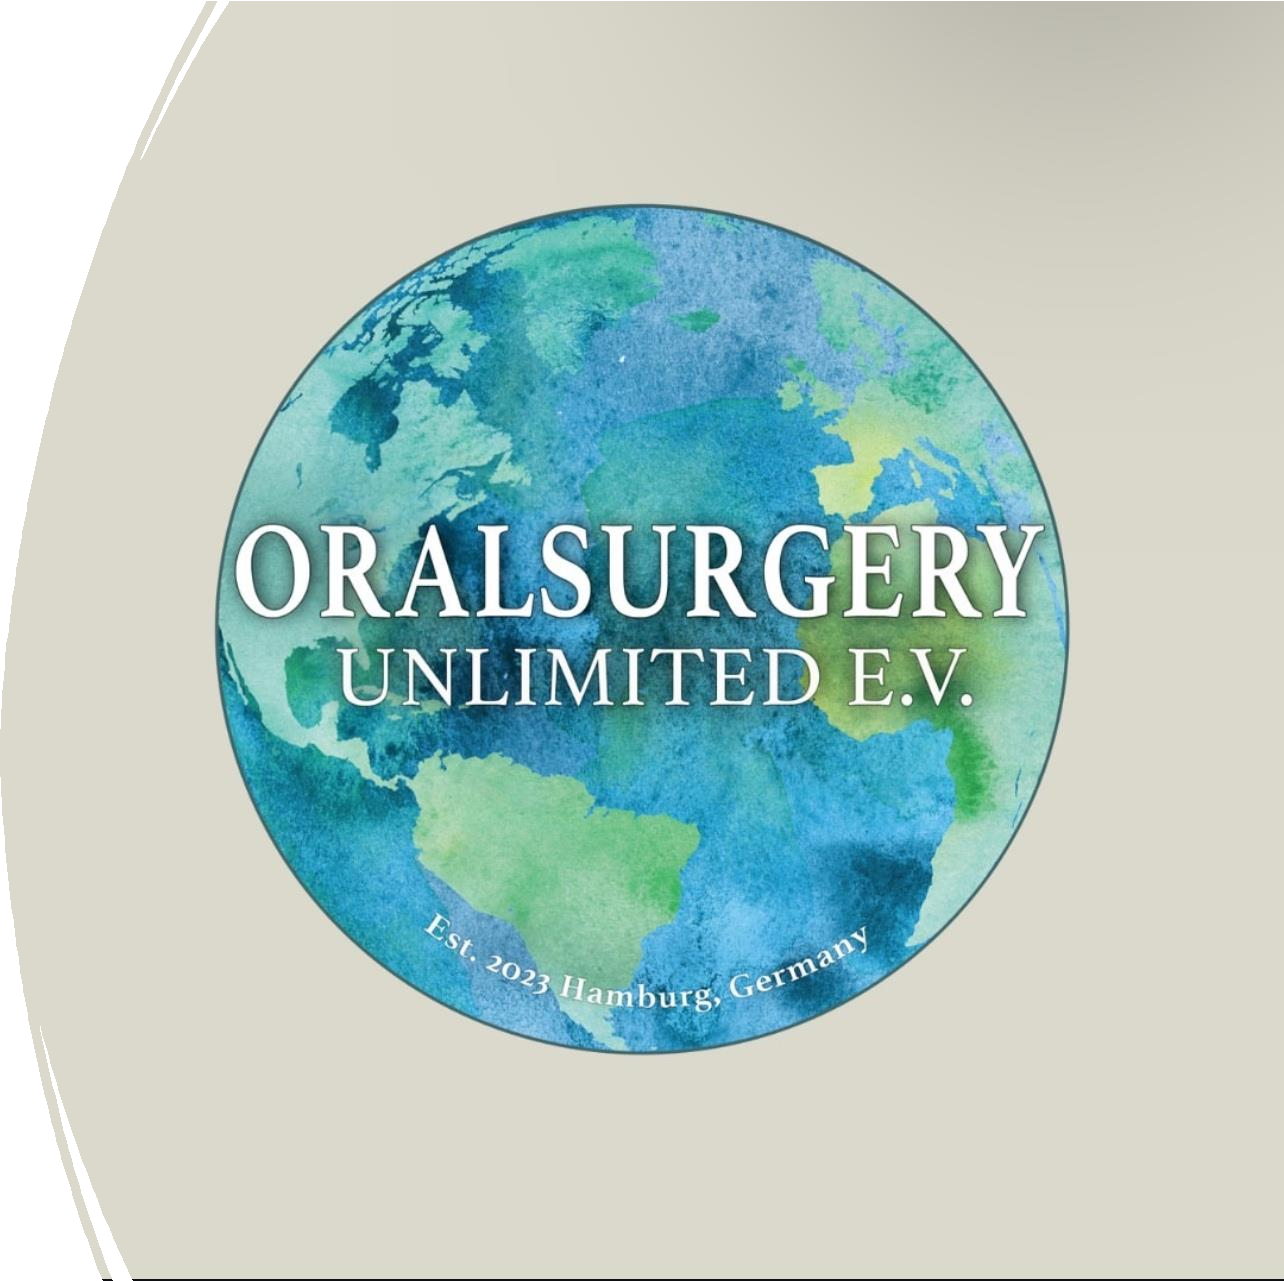 ORALSURGERY
UNLIMITED E.V.
Est. 2023 Hamburg, Germany